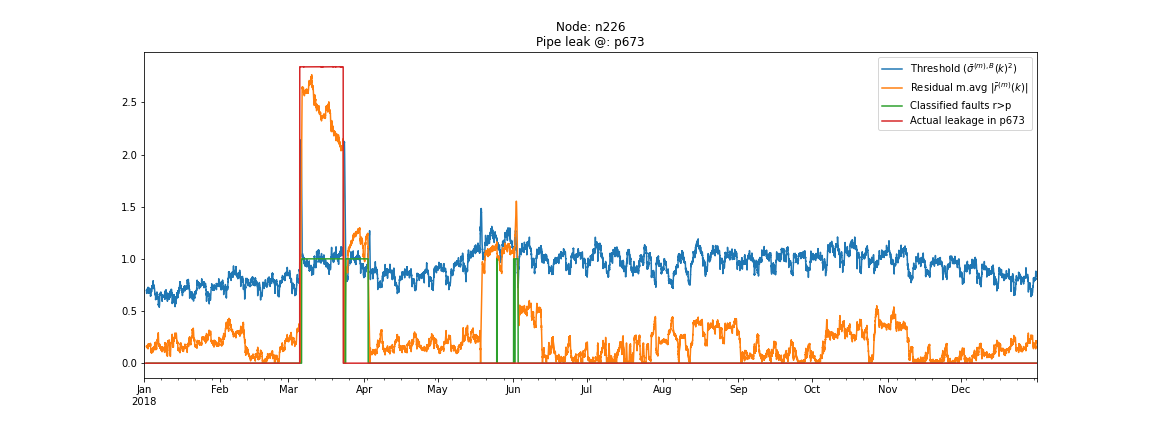 Node: n226
Pipe leak @: p673
Threshold (σ̄⁽ᵐ⁾,ᴮ(k)²)
Residual m.avg |r̄⁽ᵐ⁾(k)|
Classified faults r>p
Actual leakage in p673
2.5
2.0
1.5
1.0
0.5
0.0
Jan Feb Mar Apr May Jun Jul Aug Sep Oct Nov Dec
2018